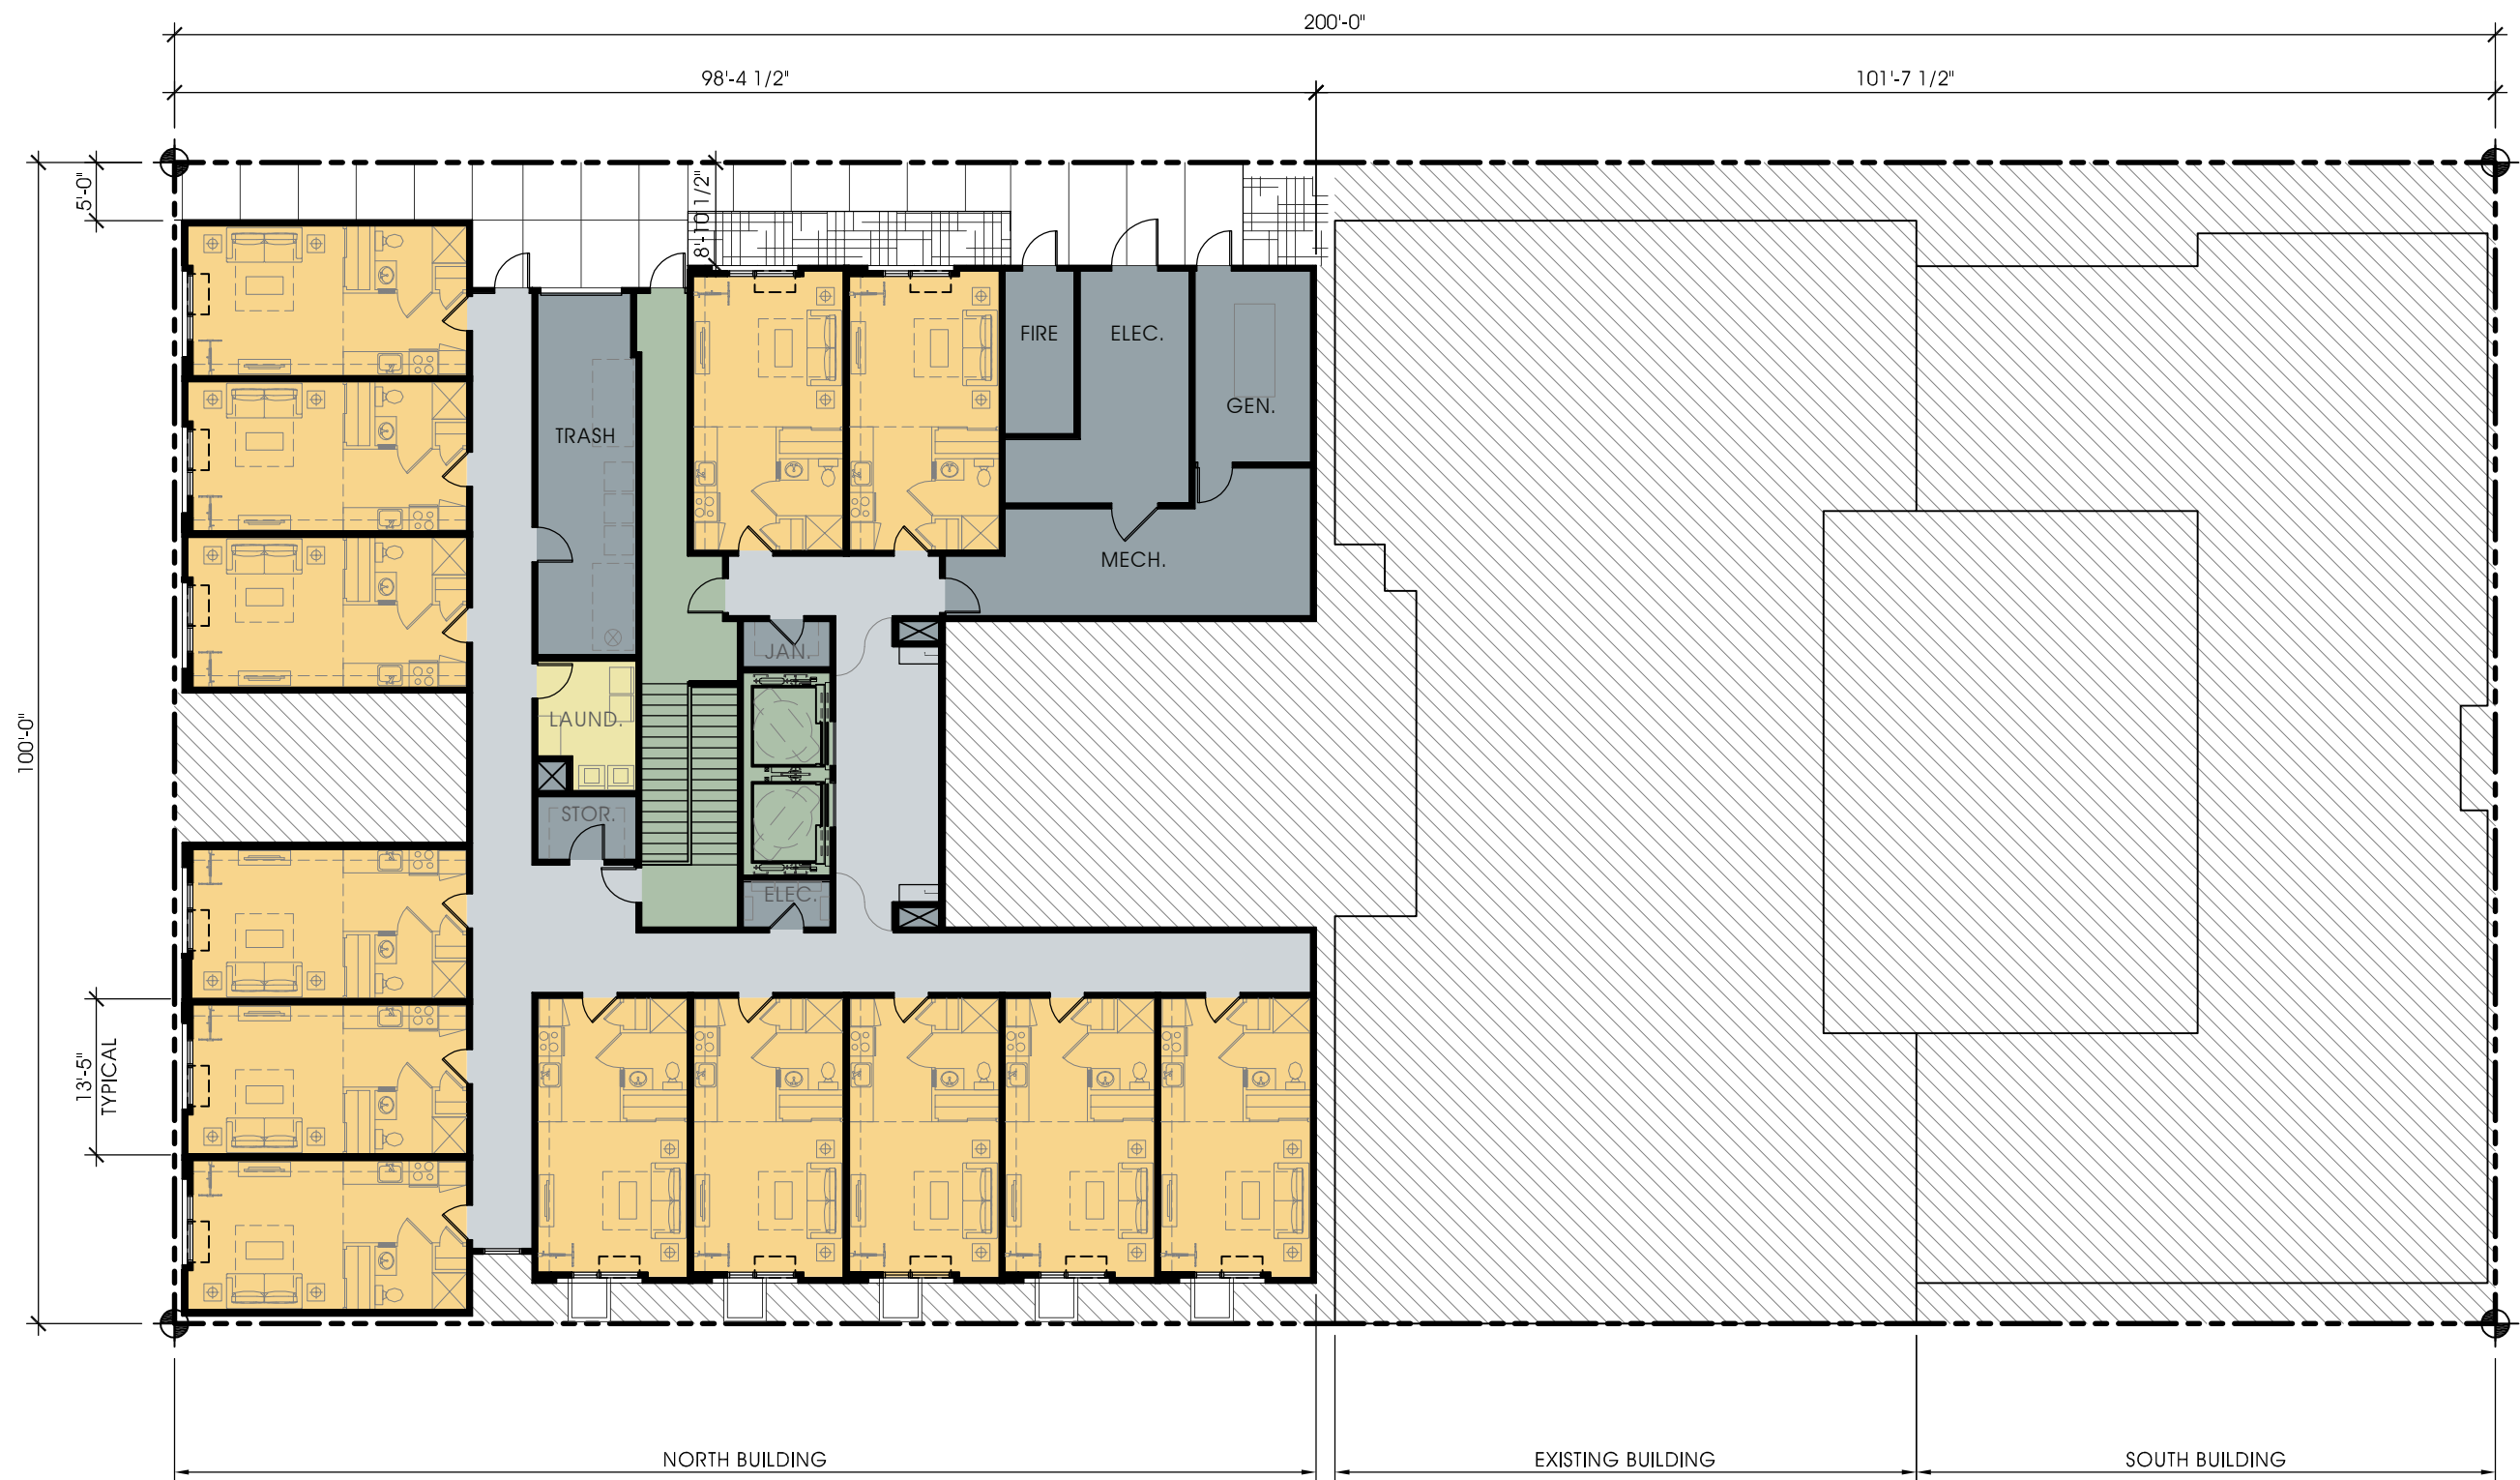 200'-0"
98'-4 1/2"
101'-7 1/2"
5'-0"
8'-10 1/2"
FIRE
ELEC.
GEN.
TRASH
MECH.
JAN.
LAUND.
100'-0"
STOR.
ELEC.
13'-5"
TYPICAL
NORTH BUILDING
EXISTING BUILDING
SOUTH BUILDING